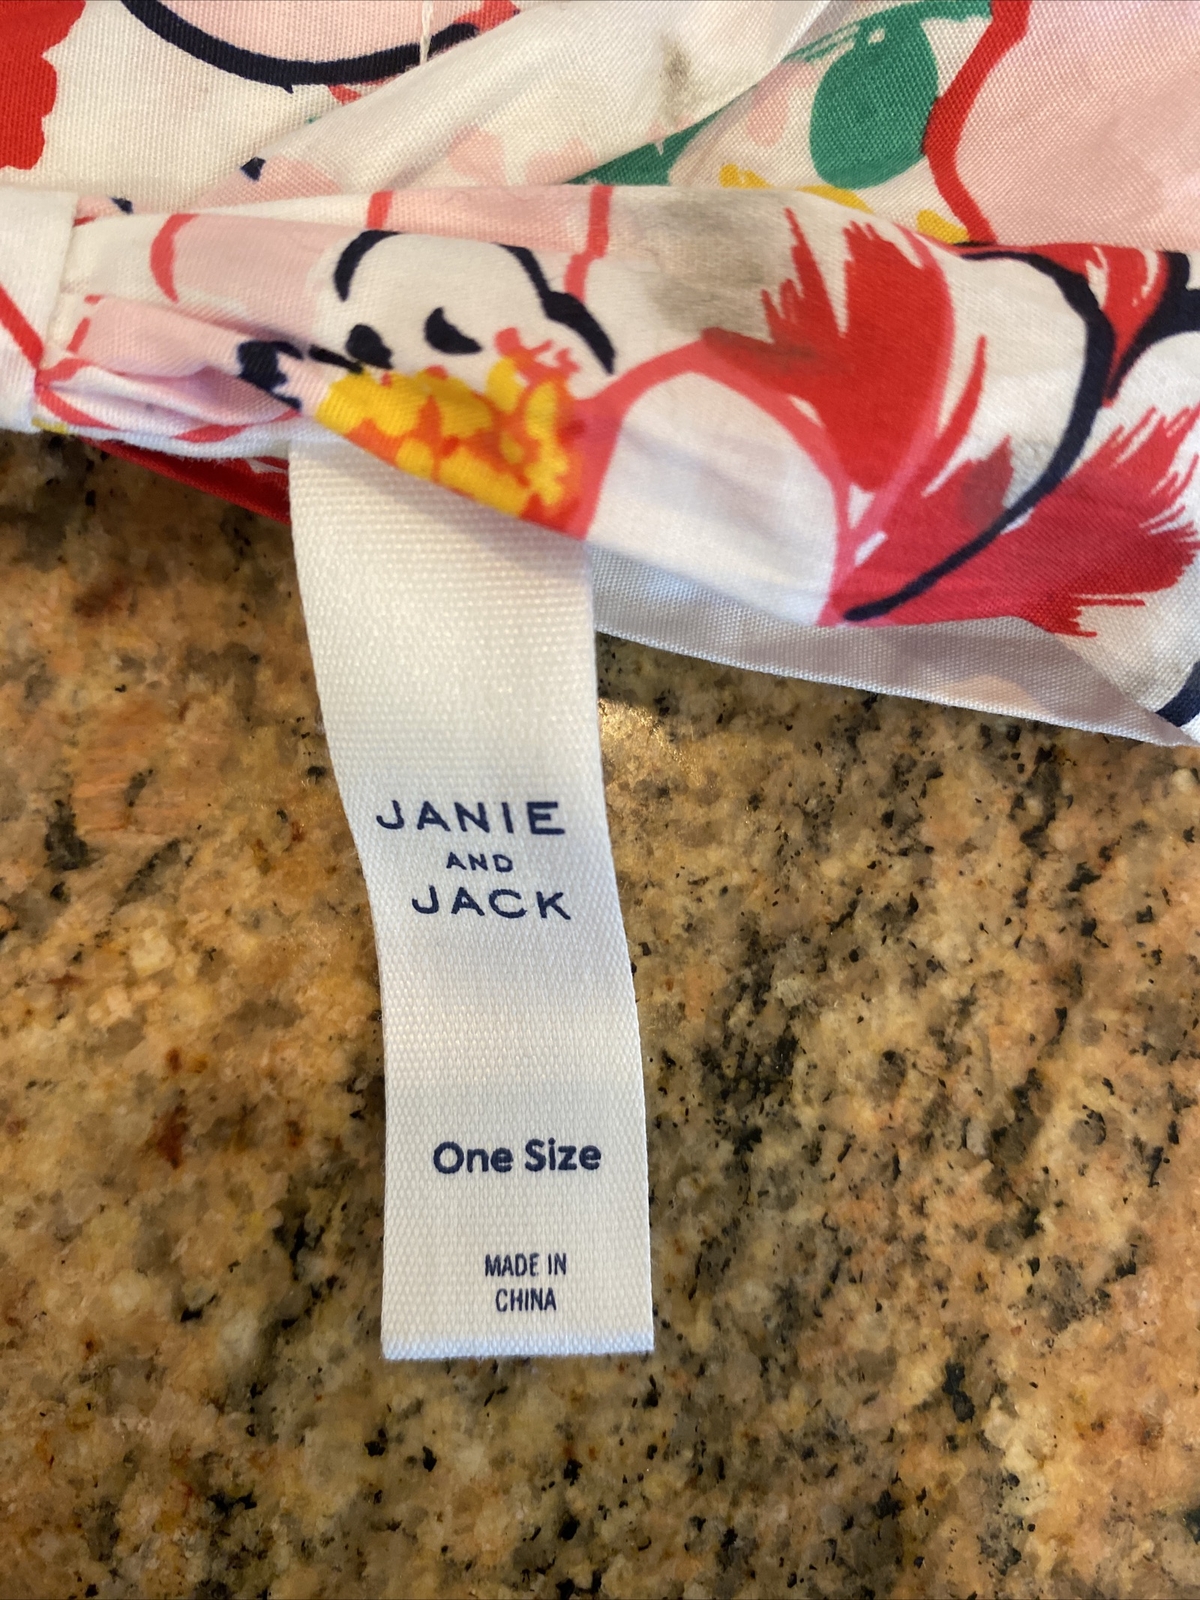 JANIE
AND
JACK
One Size
MADE IN
CHINA